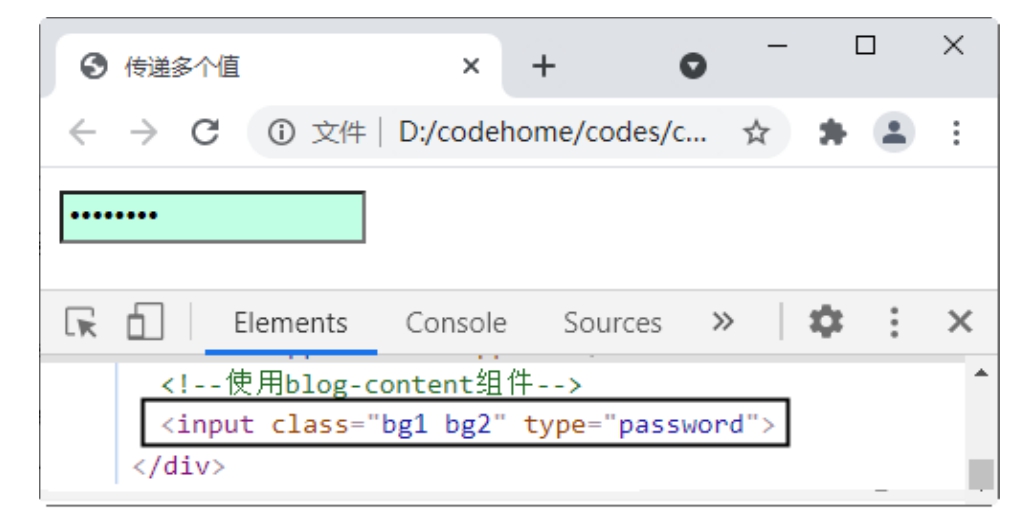 传递多个值
文件 D:/codehome/codes/c...
••••••••
Elements Console Sources
<!--使用blog-content组件-->
<input class="bg1 bg2" type="password">
</div>